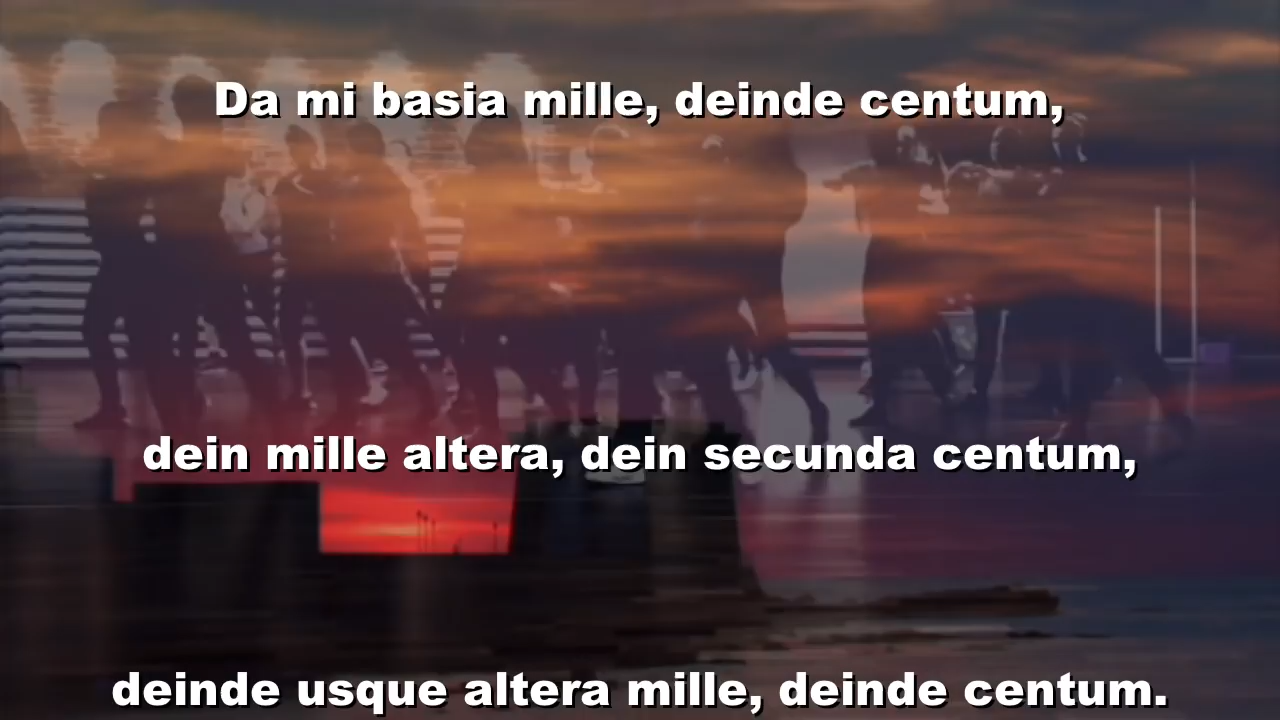 Da mi basia mille, deinde centum,
dein mille altera, dein secunda centum,
deinde usque altera mille, deinde centum.